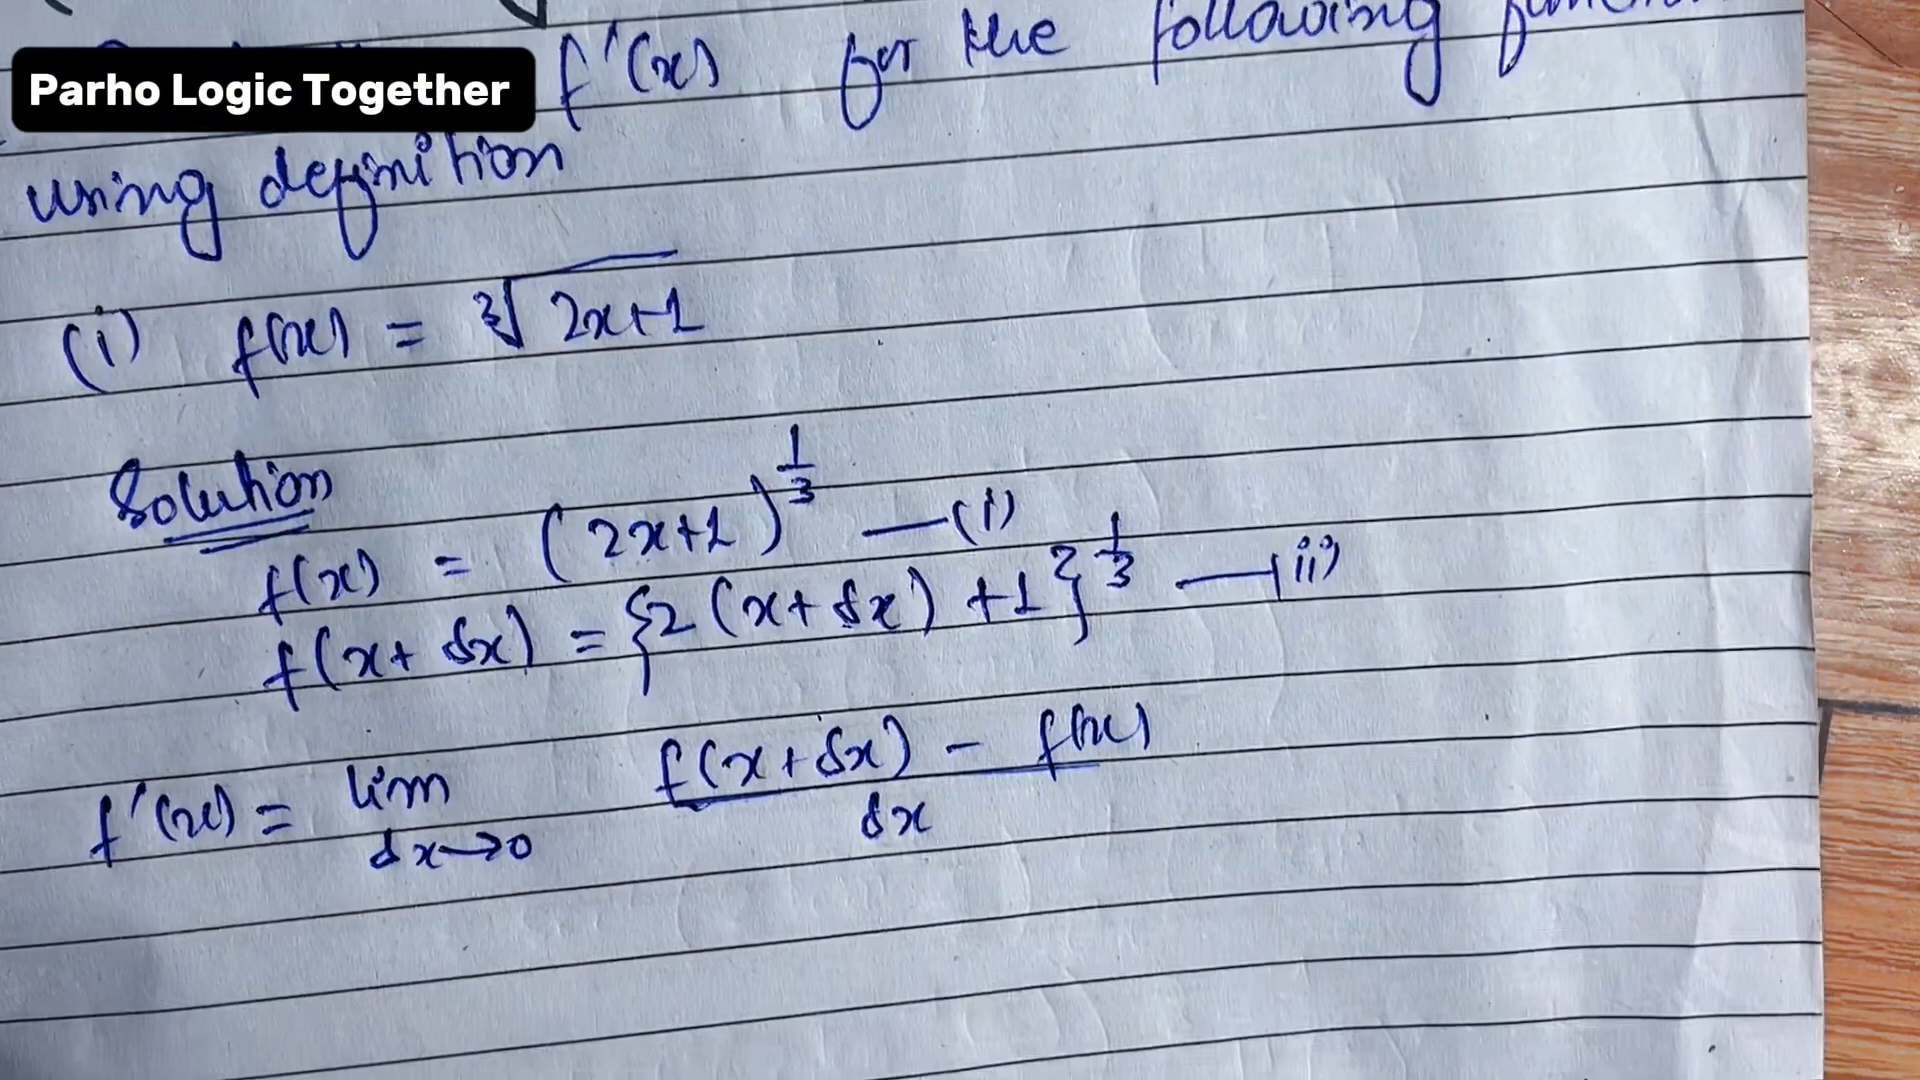 Parho Logic Together
f'(x) for the following
using definition
(i) f(x) = ∛2x+1
Solution
f(x) = (2x+1)^1/3 —(i)
f(x+δx) = {2(x+δx)+1}^1/3 —(ii)
f'(x) = lim δx→0 f(x+δx) - f(x) / δx